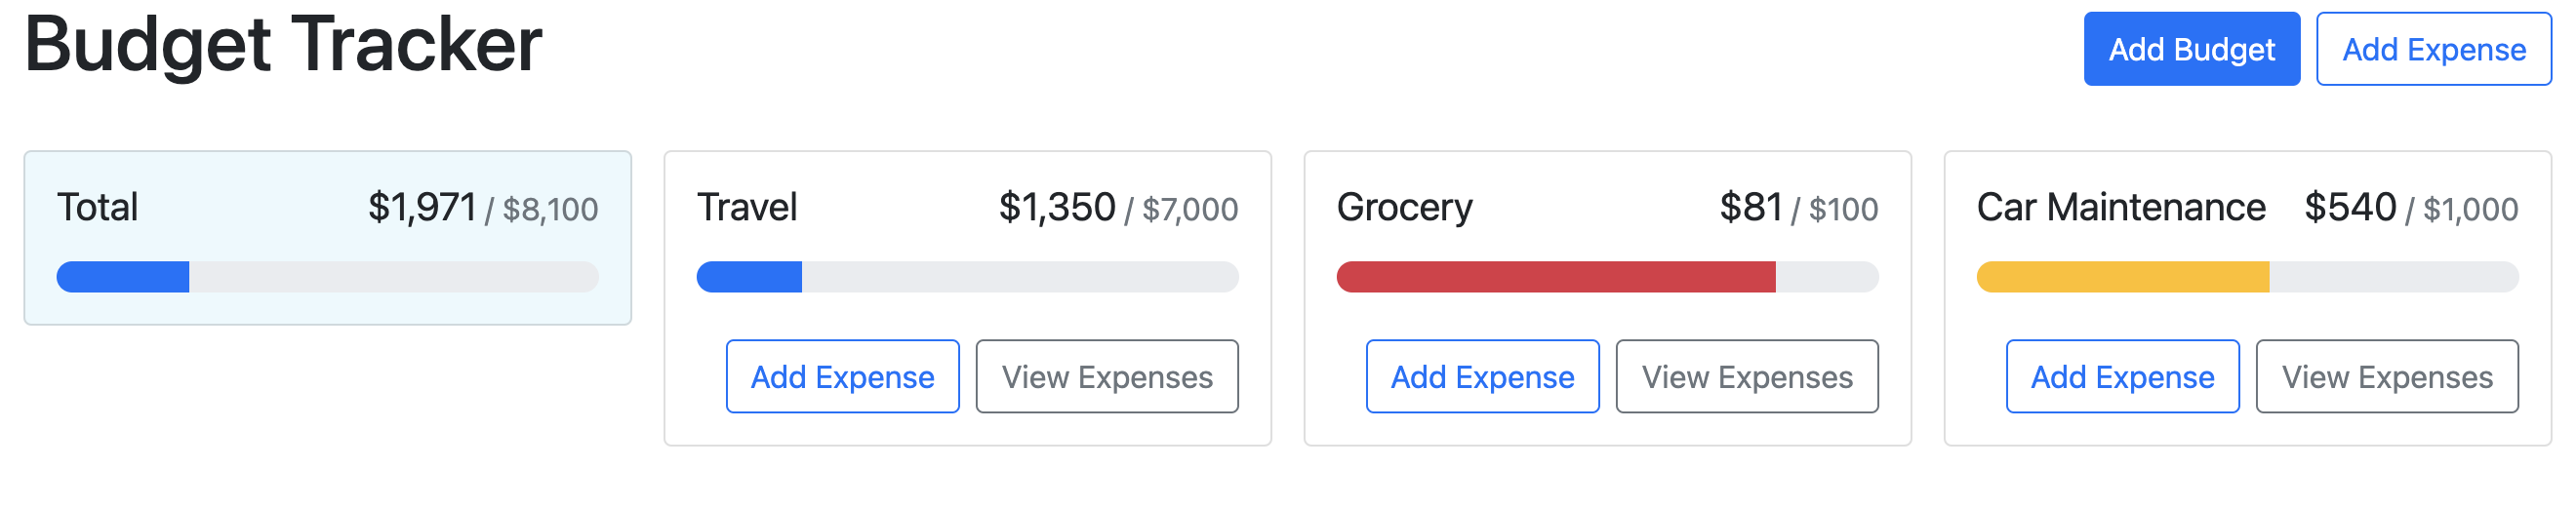 Budget Tracker
Add Budget
Add Expense
Total $1,971 / $8,100
Travel $1,350 / $7,000
Add Expense View Expenses
Grocery $81 / $100
Add Expense View Expenses
Car Maintenance $540 / $1,000
Add Expense View Expenses